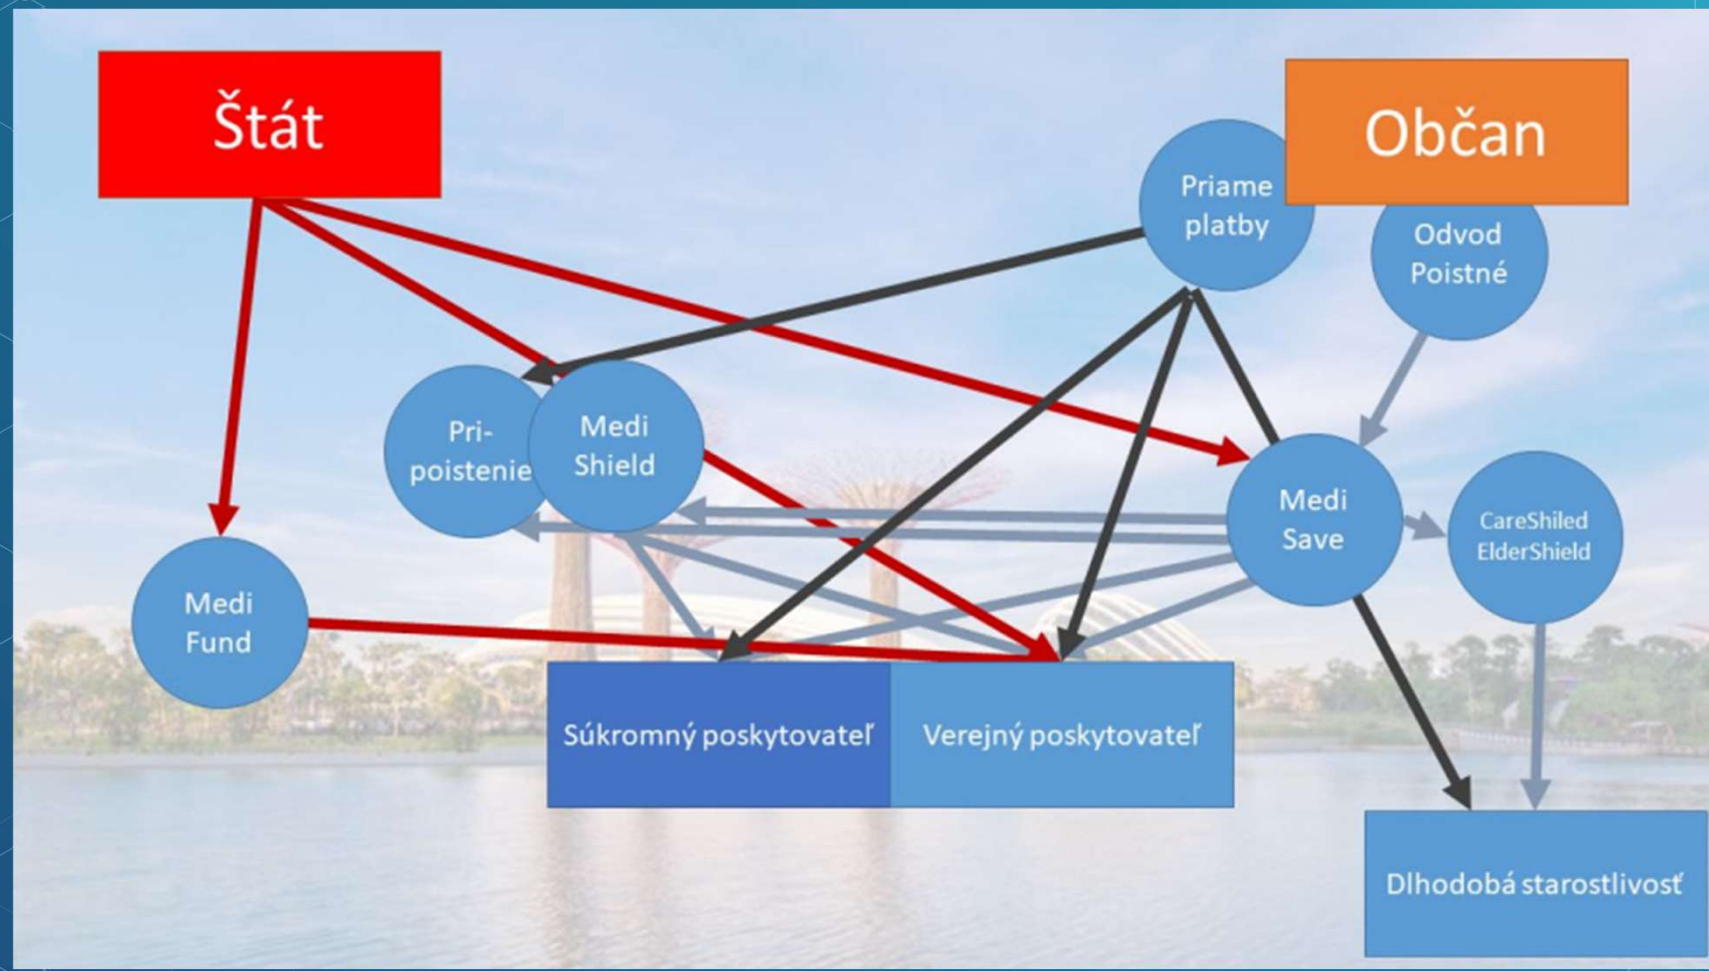 Štát
Občan
Priame
platby
Odvod
Poistné
Pri-
poistenie
Medi
Shield
Medi
Save
CareShiled
ElderShield
Medi
Fund
Súkromný poskytovateľ
Verejný poskytovateľ
Dlhodobá starostlivosť